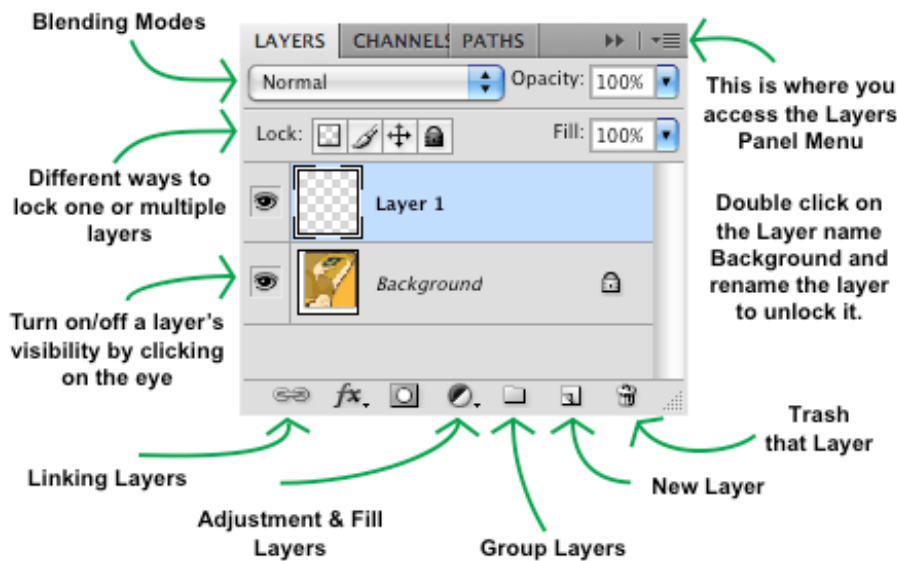 Blending Modes
LAYERS CHANNELS PATHS
Normal
Opacity: 100%
This is where you
access the Layers
Panel Menu
Lock:
Fill: 100%
Different ways to
lock one or multiple
layers
Layer 1
Double click on
the Layer name
Background and
rename the layer
to unlock it.
Background
Turn on/off a layer's
visibility by clicking
on the eye
fx.
Trash
that Layer
Linking Layers
New Layer
Adjustment & Fill
Layers
Group Layers